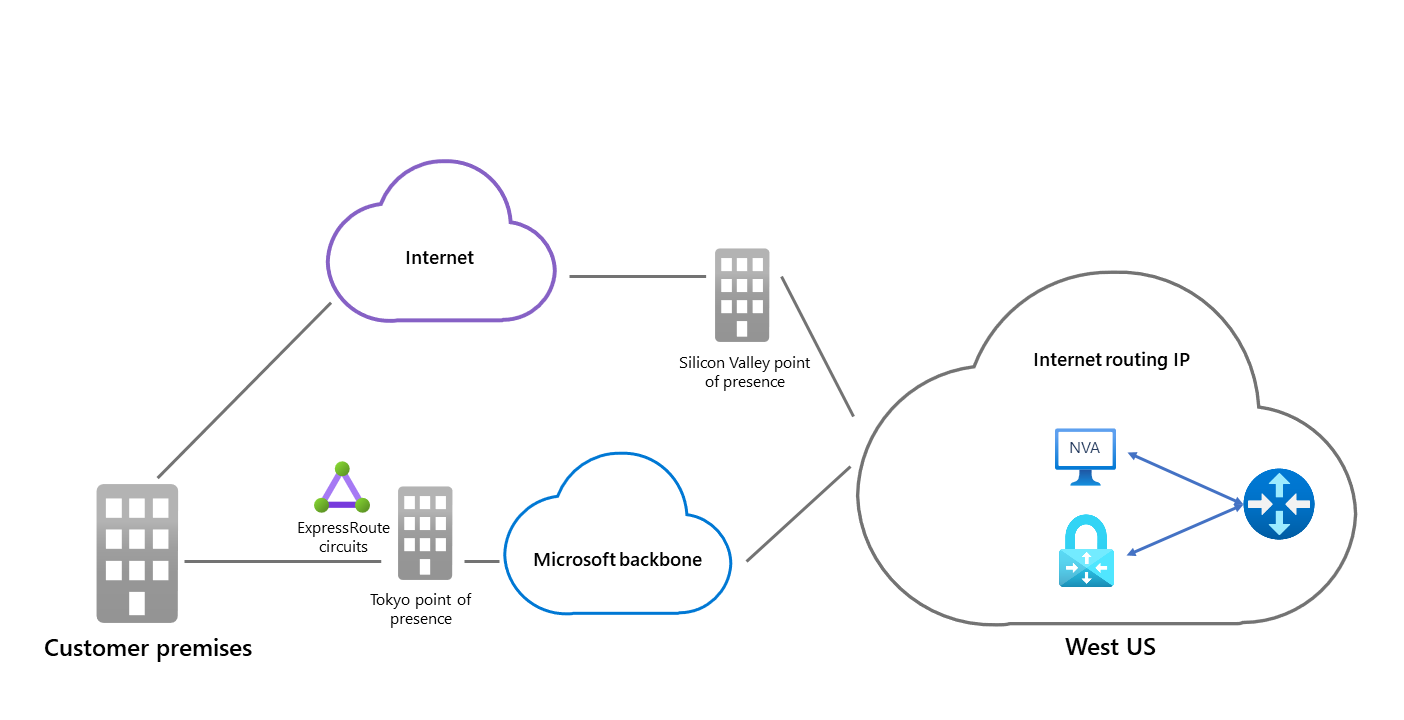 Internet
Silicon Valley point
of presence
Internet routing IP
NVA
ExpressRoute
circuits
Microsoft backbone
Tokyo point of
presence
Customer premises
West US